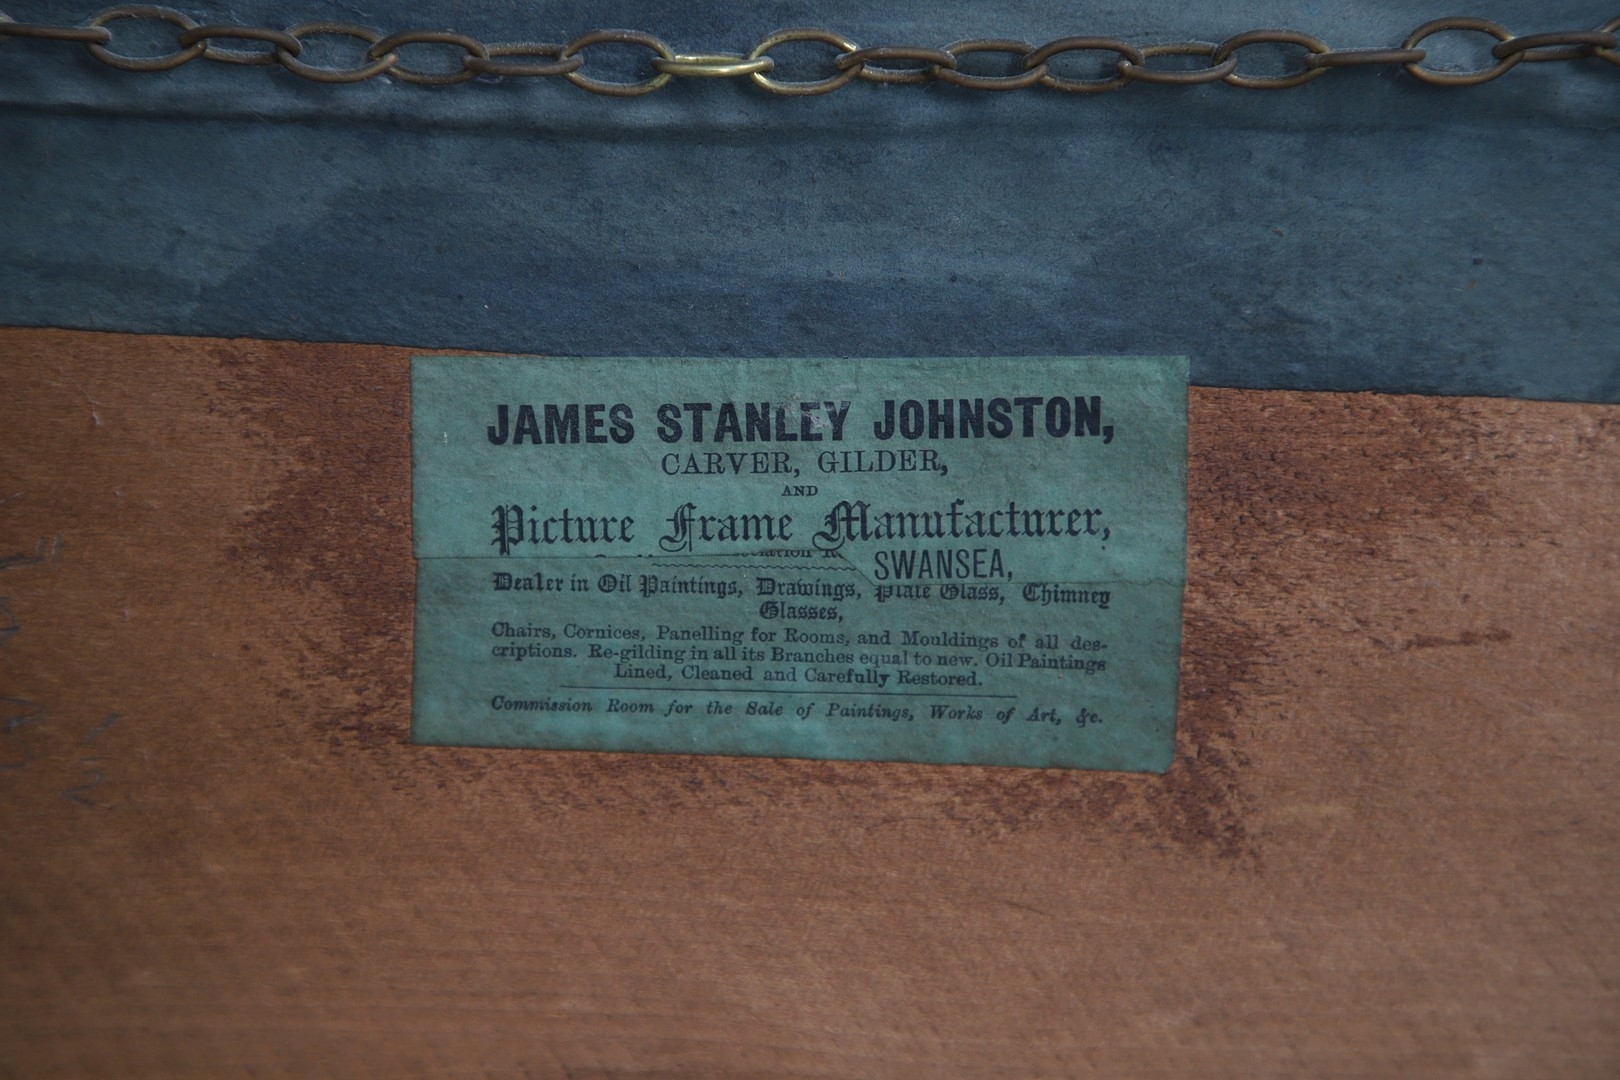 JAMES STANLEY JOHNSTON,
CARVER, GILDER,
AND
Picture Frame Manufacturer,
SWANSEA,
Dealer in Oil Paintings, Drawings, Plate Glass, Chimney
Glasses,
Chairs, Cornices, Panelling for Rooms, and Mouldings of all des-
criptions. Re-gilding in all its Branches equal to new. Oil Paintings
Lined, Cleaned and Carefully Restored.
Commission Room for the Sale of Paintings, Works of Art, &c.